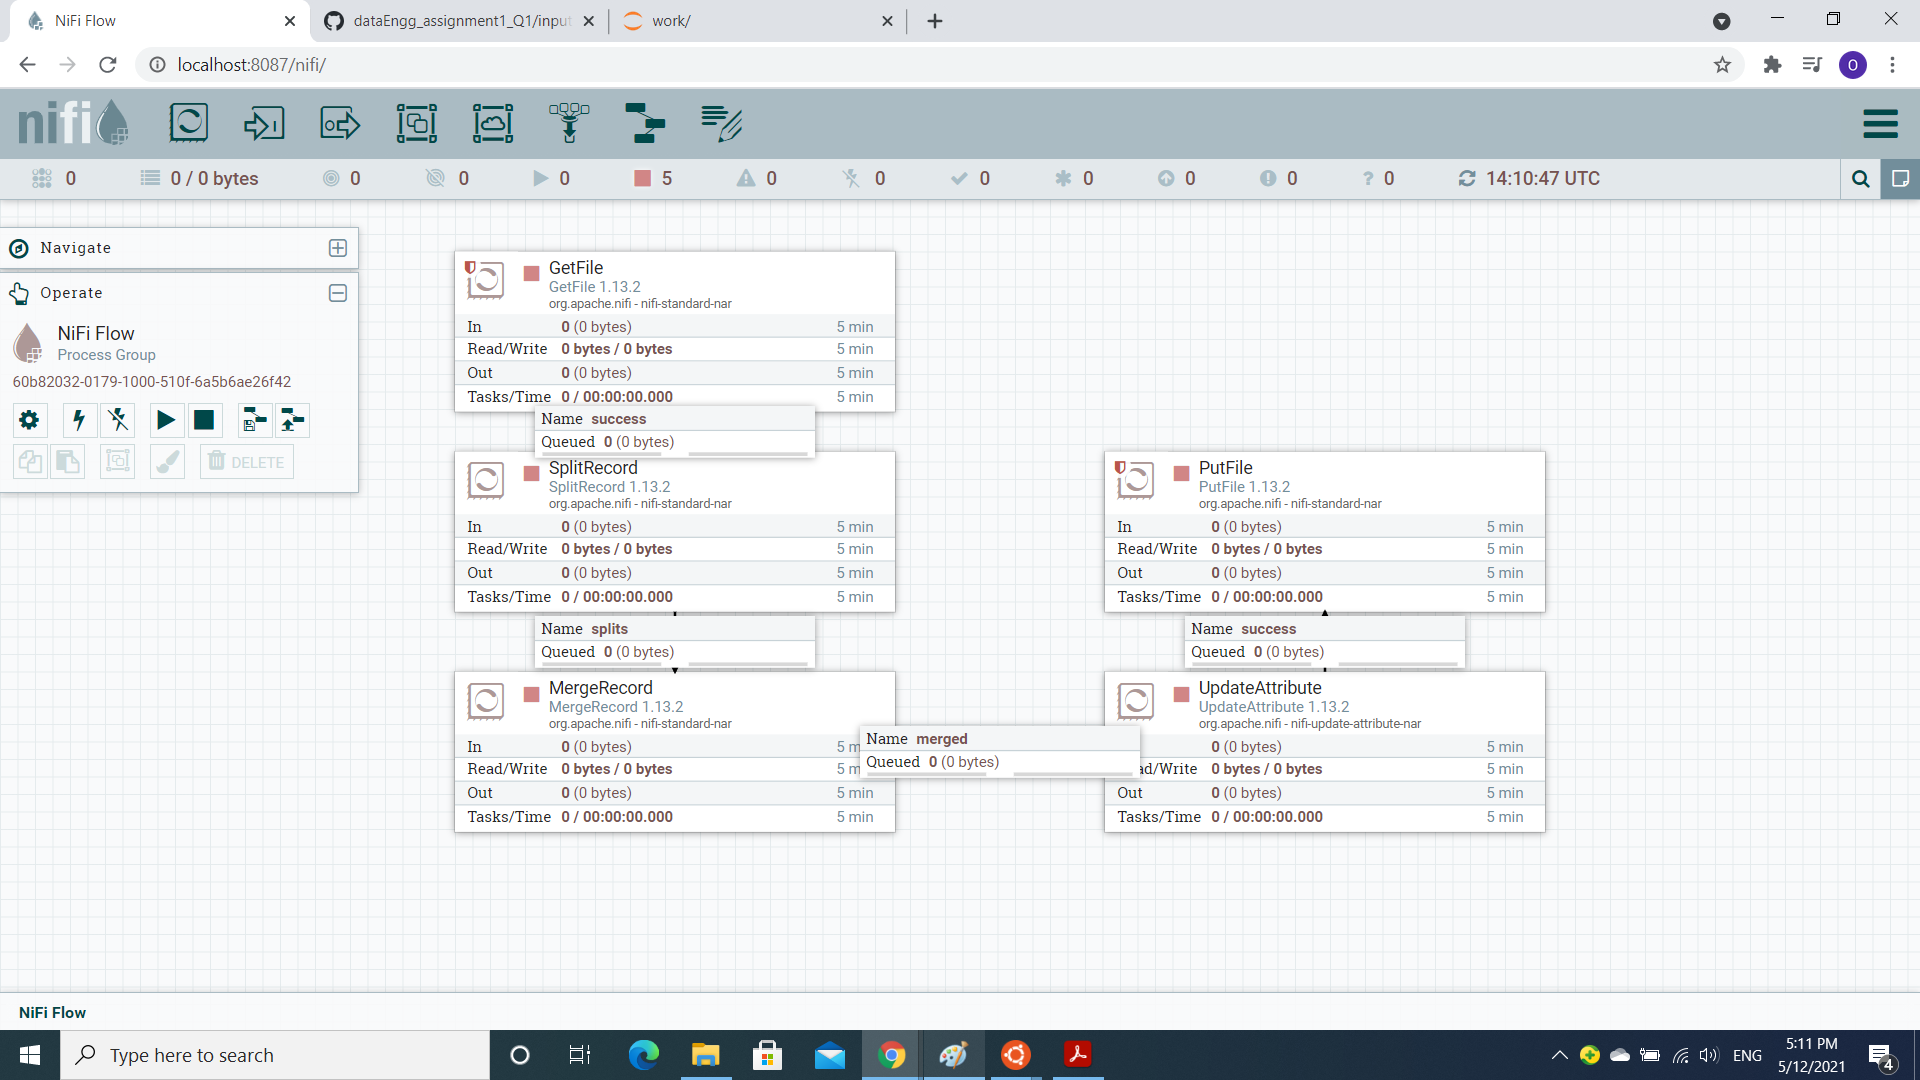 NiFi Flow
dataEngg_assignment1_Q1/input
work/
localhost:8087/nifi/
O
nifi
0
0 / 0 bytes
0
0
0
5
0
0
0
0
0
0
? 0
14:10:47 UTC
Navigate
Operate
NiFi Flow
Process Group
60b82032-0179-1000-510f-6a5b6ae26f42
DELETE
GetFile
GetFile 1.13.2
org.apache.nifi - nifi-standard-nar
In 0 (0 bytes) 5 min
Read/Write 0 bytes / 0 bytes 5 min
Out 0 (0 bytes) 5 min
Tasks/Time 0 / 00:00:00.000 5 min
Name success
Queued 0 (0 bytes)
SplitRecord
SplitRecord 1.13.2
org.apache.nifi - nifi-standard-nar
In 0 (0 bytes) 5 min
Read/Write 0 bytes / 0 bytes 5 min
Out 0 (0 bytes) 5 min
Tasks/Time 0 / 00:00:00.000 5 min
Name splits
Queued 0 (0 bytes)
MergeRecord
MergeRecord 1.13.2
org.apache.nifi - nifi-standard-nar
In 0 (0 bytes) 5 m
Read/Write 0 bytes / 0 bytes 5 m
Out 0 (0 bytes) 5 min
Tasks/Time 0 / 00:00:00.000 5 min
Name merged
Queued 0 (0 bytes)
PutFile
PutFile 1.13.2
org.apache.nifi - nifi-standard-nar
In 0 (0 bytes) 5 min
Read/Write 0 bytes / 0 bytes 5 min
Out 0 (0 bytes) 5 min
Tasks/Time 0 / 00:00:00.000 5 min
Name success
Queued 0 (0 bytes)
UpdateAttribute
UpdateAttribute 1.13.2
org.apache.nifi - nifi-update-attribute-nar
0 (0 bytes) 5 min
ad/Write 0 bytes / 0 bytes 5 min
Out 0 (0 bytes) 5 min
Tasks/Time 0 / 00:00:00.000 5 min
NiFi Flow
Type here to search
ENG
5:11 PM
5/12/2021
4